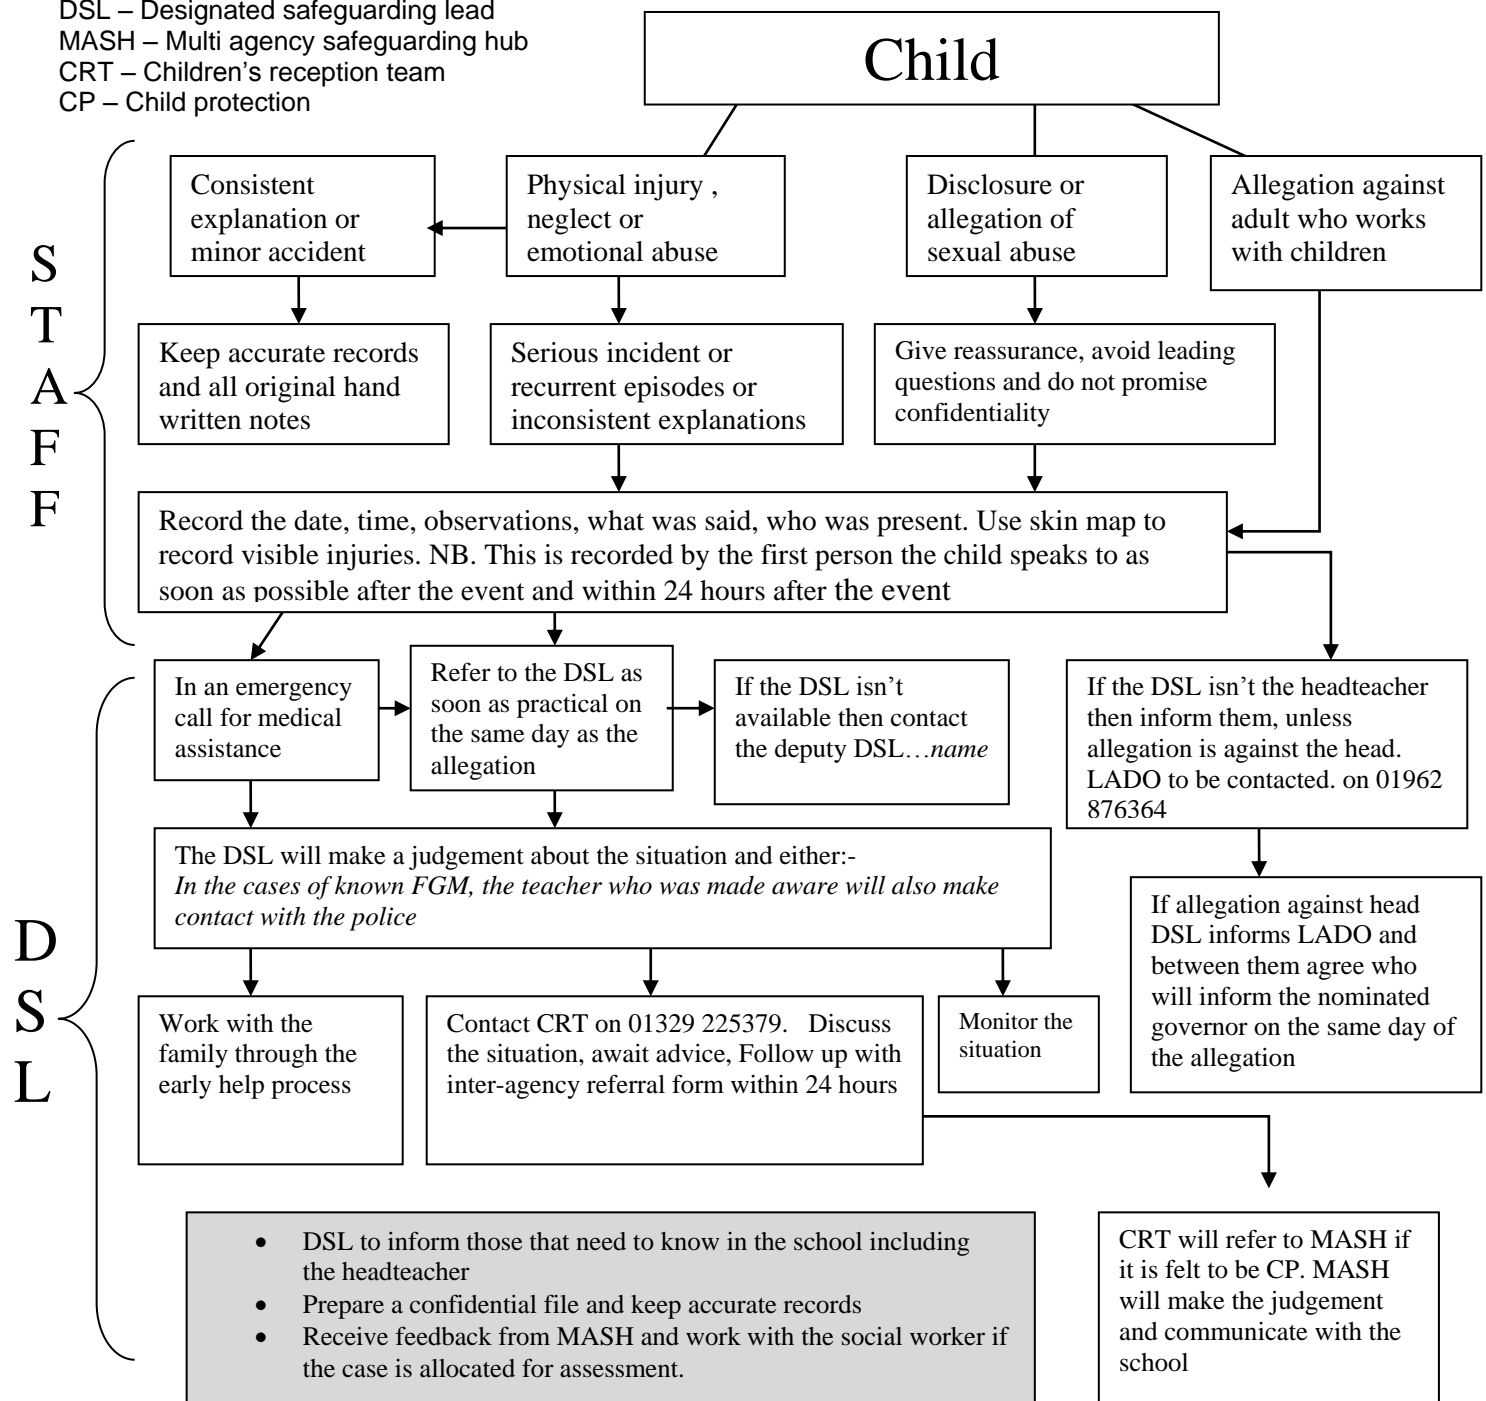 DSL – Designated safeguarding lead
MASH – Multi agency safeguarding hub
CRT – Children's reception team
CP – Child protection
Child
S
T
A
F
F
Consistent
explanation or
minor accident
Physical injury ,
neglect or
emotional abuse
Disclosure or
allegation of
sexual abuse
Allegation against
adult who works
with children
Keep accurate records
and all original hand
written notes
Serious incident or
recurrent episodes or
inconsistent explanations
Give reassurance, avoid leading
questions and do not promise
confidentiality
Record the date, time, observations, what was said, who was present. Use skin map to
record visible injuries. NB. This is recorded by the first person the child speaks to as
soon as possible after the event and within 24 hours after the event
D
S
L
In an emergency
call for medical
assistance
Refer to the DSL as
soon as practical on
the same day as the
allegation
If the DSL isn't
available then contact
the deputy DSL…name
If the DSL isn't the headteacher
then inform them, unless
allegation is against the head.
LADO to be contacted. on 01962
876364
The DSL will make a judgement about the situation and either:-
In the cases of known FGM, the teacher who was made aware will also make
contact with the police
If allegation against head
DSL informs LADO and
between them agree who
will inform the nominated
governor on the same day of
the allegation
Work with the
family through the
early help process
Contact CRT on 01329 225379.   Discuss
the situation, await advice, Follow up with
inter-agency referral form within 24 hours
Monitor the
situation
• DSL to inform those that need to know in the school including
the headteacher
• Prepare a confidential file and keep accurate records
• Receive feedback from MASH and work with the social worker if
the case is allocated for assessment.
CRT will refer to MASH if
it is felt to be CP. MASH
will make the judgement
and communicate with the
school